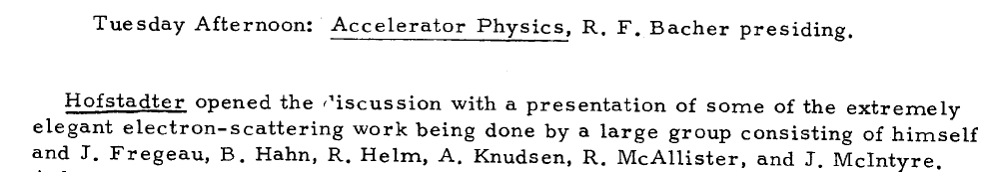 Tuesday Afternoon: Accelerator Physics, R. F. Bacher presiding.
Hofstadter opened the discussion with a presentation of some of the extremely
elegant electron-scattering work being done by a large group consisting of himself
and J. Fregeau, B. Hahn, R. Helm, A. Knudsen, R. McAllister, and J. McIntyre.